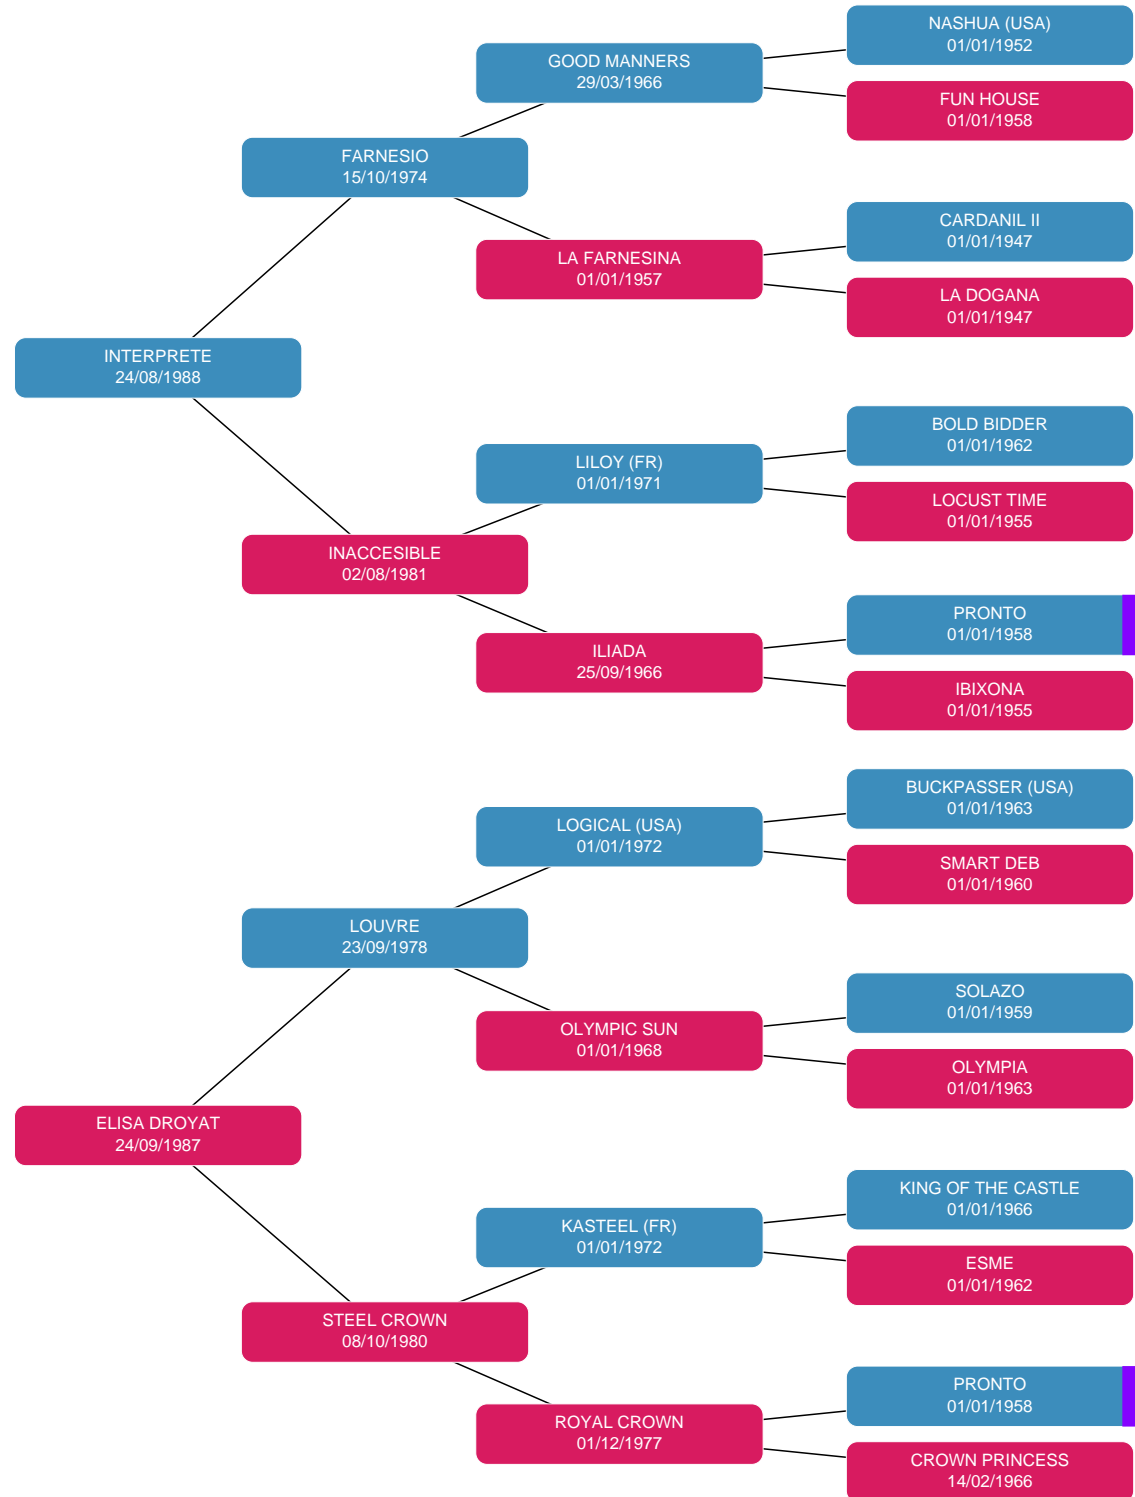 NASHUA (USA)
01/01/1952
GOOD MANNERS
29/03/1966
FUN HOUSE
01/01/1958
FARNESIO
15/10/1974
CARDANIL II
01/01/1947
LA FARNESINA
01/01/1957
LA DOGANA
01/01/1947
INTERPRETE
24/08/1988
BOLD BIDDER
01/01/1962
LILOY (FR)
01/01/1971
LOCUST TIME
01/01/1955
INACCESIBLE
02/08/1981
PRONTO
01/01/1958
ILIADA
25/09/1966
IBIXONA
01/01/1955
BUCKPASSER (USA)
01/01/1963
LOGICAL (USA)
01/01/1972
SMART DEB
01/01/1960
LOUVRE
23/09/1978
SOLAZO
01/01/1959
OLYMPIC SUN
01/01/1968
OLYMPIA
01/01/1963
ELISA DROYAT
24/09/1987
KING OF THE CASTLE
01/01/1966
KASTEEL (FR)
01/01/1972
ESME
01/01/1962
STEEL CROWN
08/10/1980
PRONTO
01/01/1958
ROYAL CROWN
01/12/1977
CROWN PRINCESS
14/02/1966